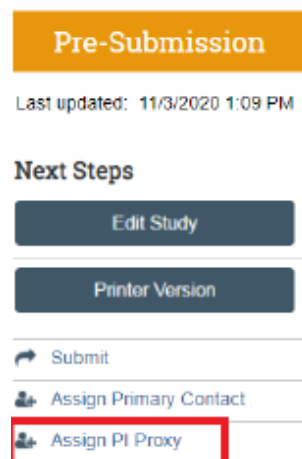 Pre-Submission
Last updated: 11/3/2020 1:09 PM
Next Steps
Edit Study
Printer Version
Submit
Assign Primary Contact
Assign PI Proxy